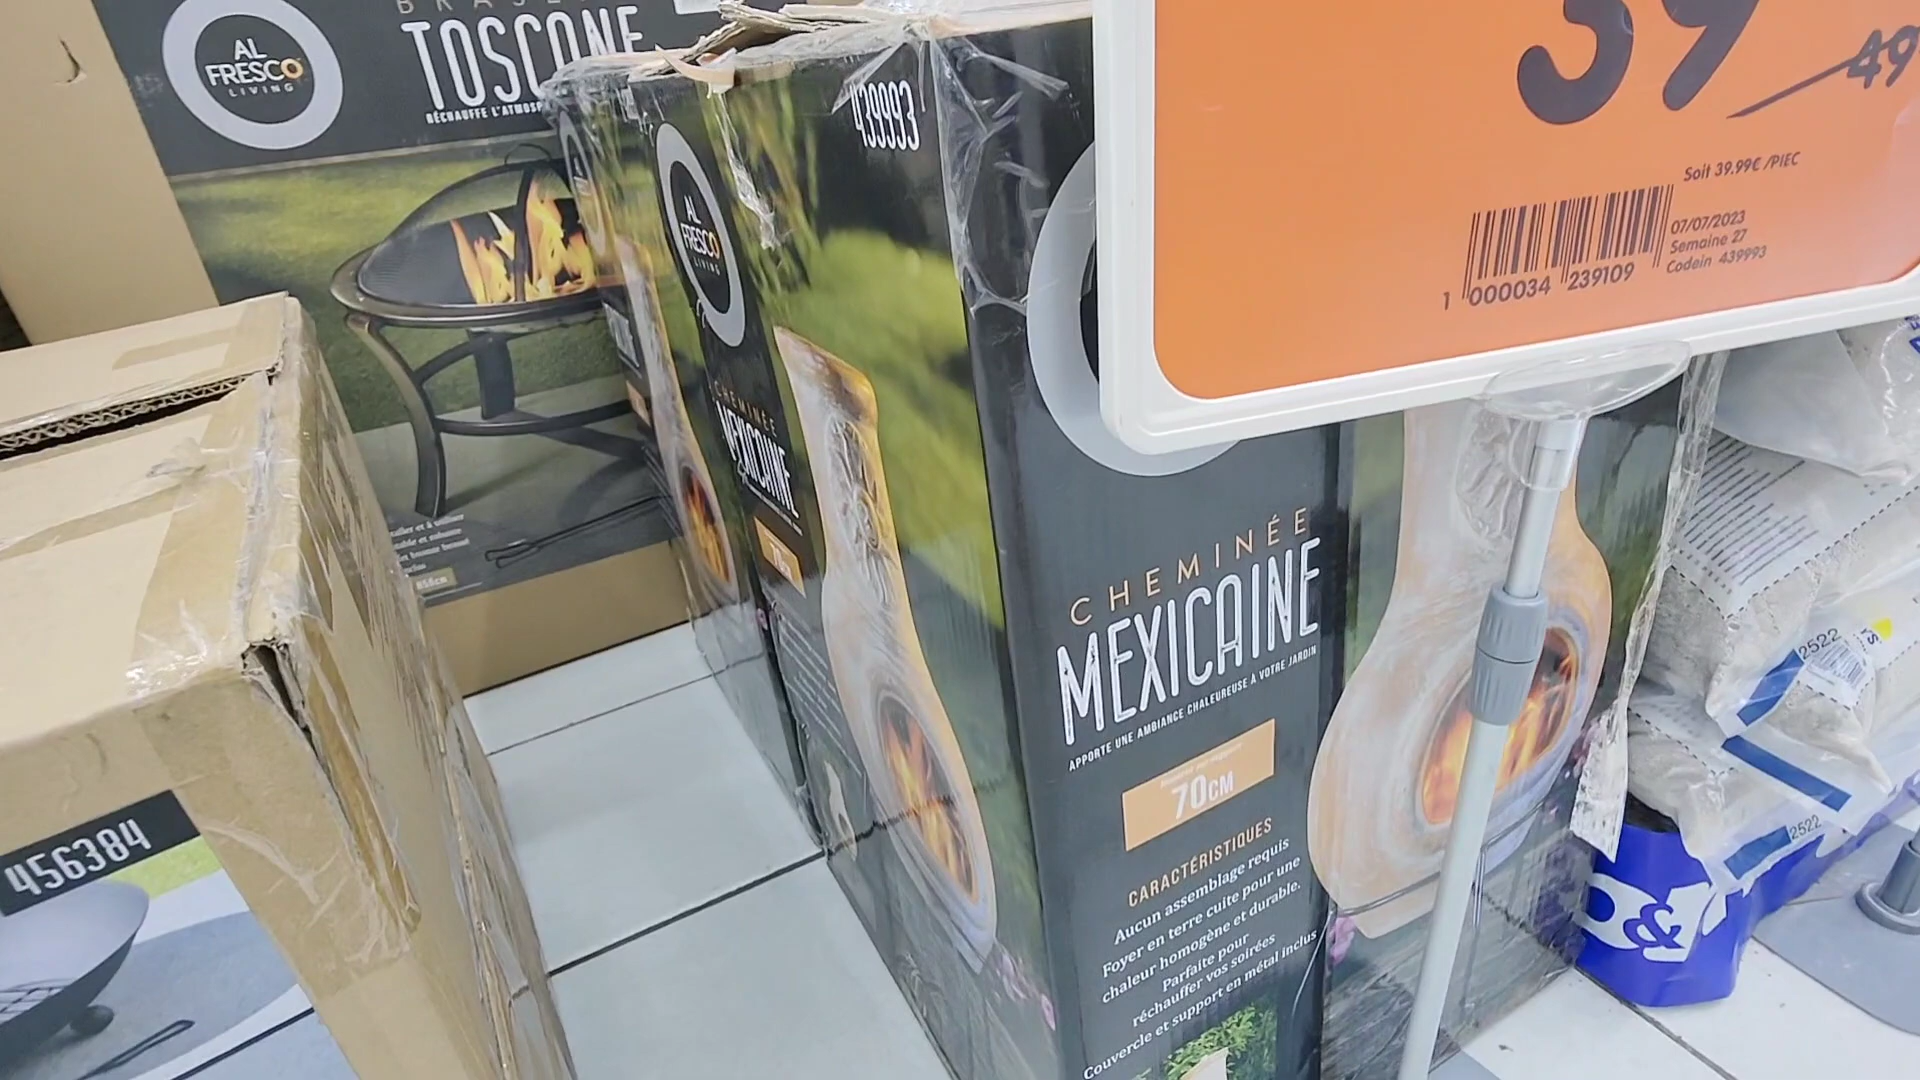 AL
FRESCO
LIVING
TOSCANE
439993
AL
FRESCO
LIVING
CHEMINÉE
MEXICAINE
39
49
Soit 39.99€ /PIEC
07/07/2023
Semaine 27
Codein 439993
1 000034 239109
CHEMINÉE
MEXICAINE
APPORTE UNE AMBIANCE CHALEUREUSE À VOTRE JARDIN
70CM
CARACTÉRISTIQUES
Aucun assemblage requis
Foyer en terre cuite pour une
chaleur homogène et durable.
Parfaite pour
réchauffer vos soirées
Couvercle et support en métal inclus
456384
2522
2522